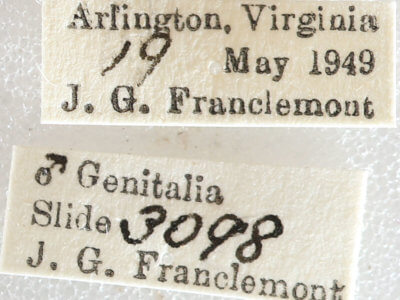 Arlington, Virginia
19 May 1949
J. G. Franclemont
♂ Genitalia
Slide 3098
J. G. Franclemont